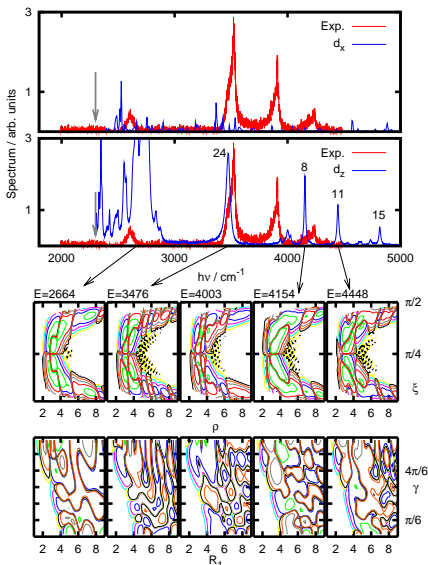 3
Exp.
dx
1
Spectrum / arb. units
3
24
8
Exp.
dz
11
15
1
2000 3000 4000 5000
hν / cm⁻¹
E=2664 E=3476 E=4003 E=4154 E=4448
π/2
π/4
ξ
2 4 6 8 2 4 6 8 2 4 6 8 2 4 6 8 2 4 6 8
ρ
4π/6
γ
π/6
2 4 6 8 2 4 6 8 2 4 6 8 2 4 6 8 2 4 6 8
R₁